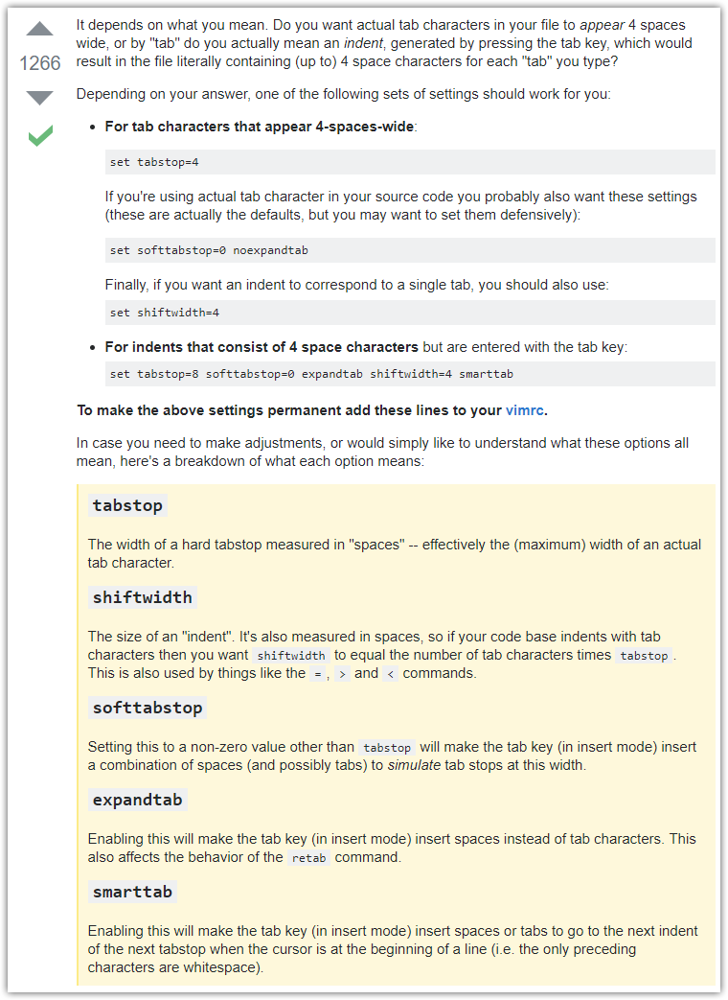 It depends on what you mean. Do you want actual tab characters in your file to appear 4 spaces
wide, or by "tab" do you actually mean an indent, generated by pressing the tab key, which would
1266
result in the file literally containing (up to) 4 space characters for each "tab" you type?
Depending on your answer, one of the following sets of settings should work for you:
• For tab characters that appear 4-spaces-wide:
set tabstop=4
If you're using actual tab character in your source code you probably also want these settings
(these are actually the defaults, but you may want to set them defensively):
set softtabstop=0 noexpandtab
Finally, if you want an indent to correspond to a single tab, you should also use:
set shiftwidth=4
• For indents that consist of 4 space characters but are entered with the tab key:
set tabstop=8 softtabstop=0 expandtab shiftwidth=4 smarttab
To make the above settings permanent add these lines to your vimrc.
In case you need to make adjustments, or would simply like to understand what these options all
mean, here's a breakdown of what each option means:
tabstop
The width of a hard tabstop measured in "spaces" -- effectively the (maximum) width of an actual
tab character.
shiftwidth
The size of an "indent". It's also measured in spaces, so if your code base indents with tab
characters then you want shiftwidth to equal the number of tab characters times tabstop.
This is also used by things like the =, > and < commands.
softtabstop
Setting this to a non-zero value other than tabstop will make the tab key (in insert mode) insert
a combination of spaces (and possibly tabs) to simulate tab stops at this width.
expandtab
Enabling this will make the tab key (in insert mode) insert spaces instead of tab characters. This
also affects the behavior of the retab command.
smarttab
Enabling this will make the tab key (in insert mode) insert spaces or tabs to go to the next indent
of the next tabstop when the cursor is at the beginning of a line (i.e. the only preceding
characters are whitespace).